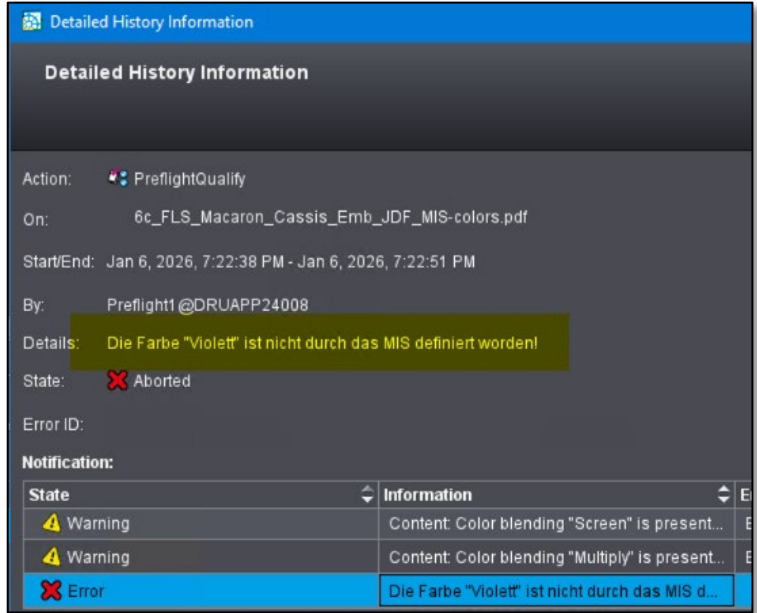 Detailed History Information
Detailed History Information
Action: PreflightQualify
On: 6c_FLS_Macaron_Cassis_Emb_JDF_MIS-colors.pdf
Start/End: Jan 6, 2026, 7:22:38 PM - Jan 6, 2026, 7:22:51 PM
By: Preflight1@DRUAPP24008
Details: Die Farbe "Violett" ist nicht durch das MIS definiert worden!
State: Aborted
Error ID:
Notification:
State Information
Warning Content: Color blending "Screen" is present...
Warning Content: Color blending "Multiply" is present...
Error Die Farbe "Violett" ist nicht durch das MIS d...